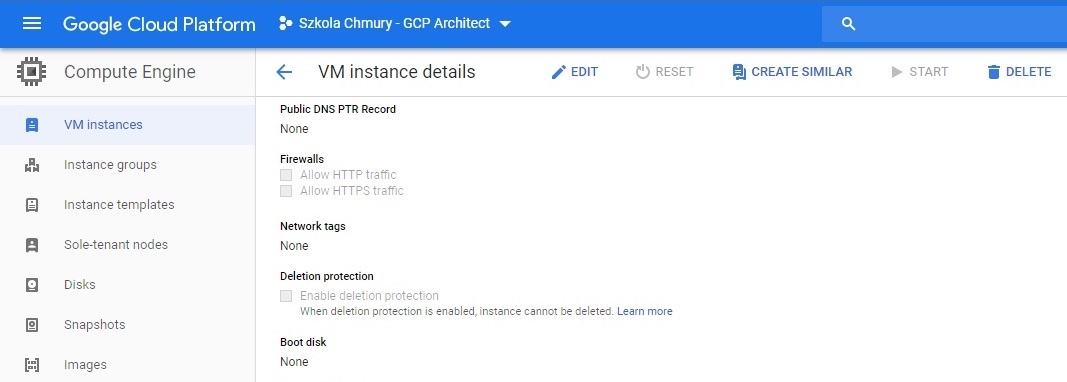 Google Cloud Platform Szkola Chmury - GCP Architect
Compute Engine
VM instance details EDIT RESET CREATE SIMILAR START DELETE
VM instances
Instance groups
Instance templates
Sole-tenant nodes
Disks
Snapshots
Images
Public DNS PTR Record
None
Firewalls
Allow HTTP traffic
Allow HTTPS traffic
Network tags
None
Deletion protection
Enable deletion protection
When deletion protection is enabled, instance cannot be deleted. Learn more
Boot disk
None